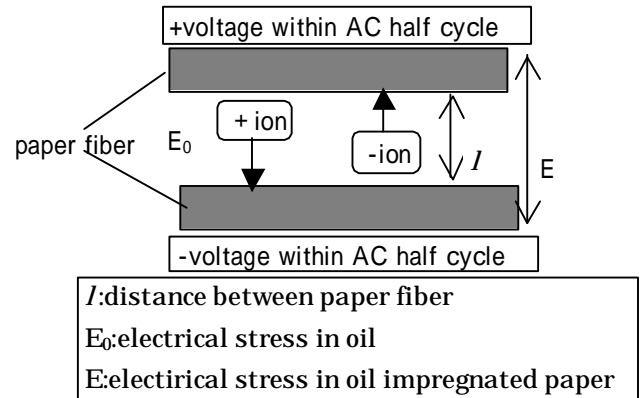 +voltage within AC half cycle
+ ion
paper fiber
E₀
-ion
l
E
-voltage within AC half cycle
l:distance between paper fiber
E₀:electrical stress in oil
E:electirical stress in oil impregnated paper